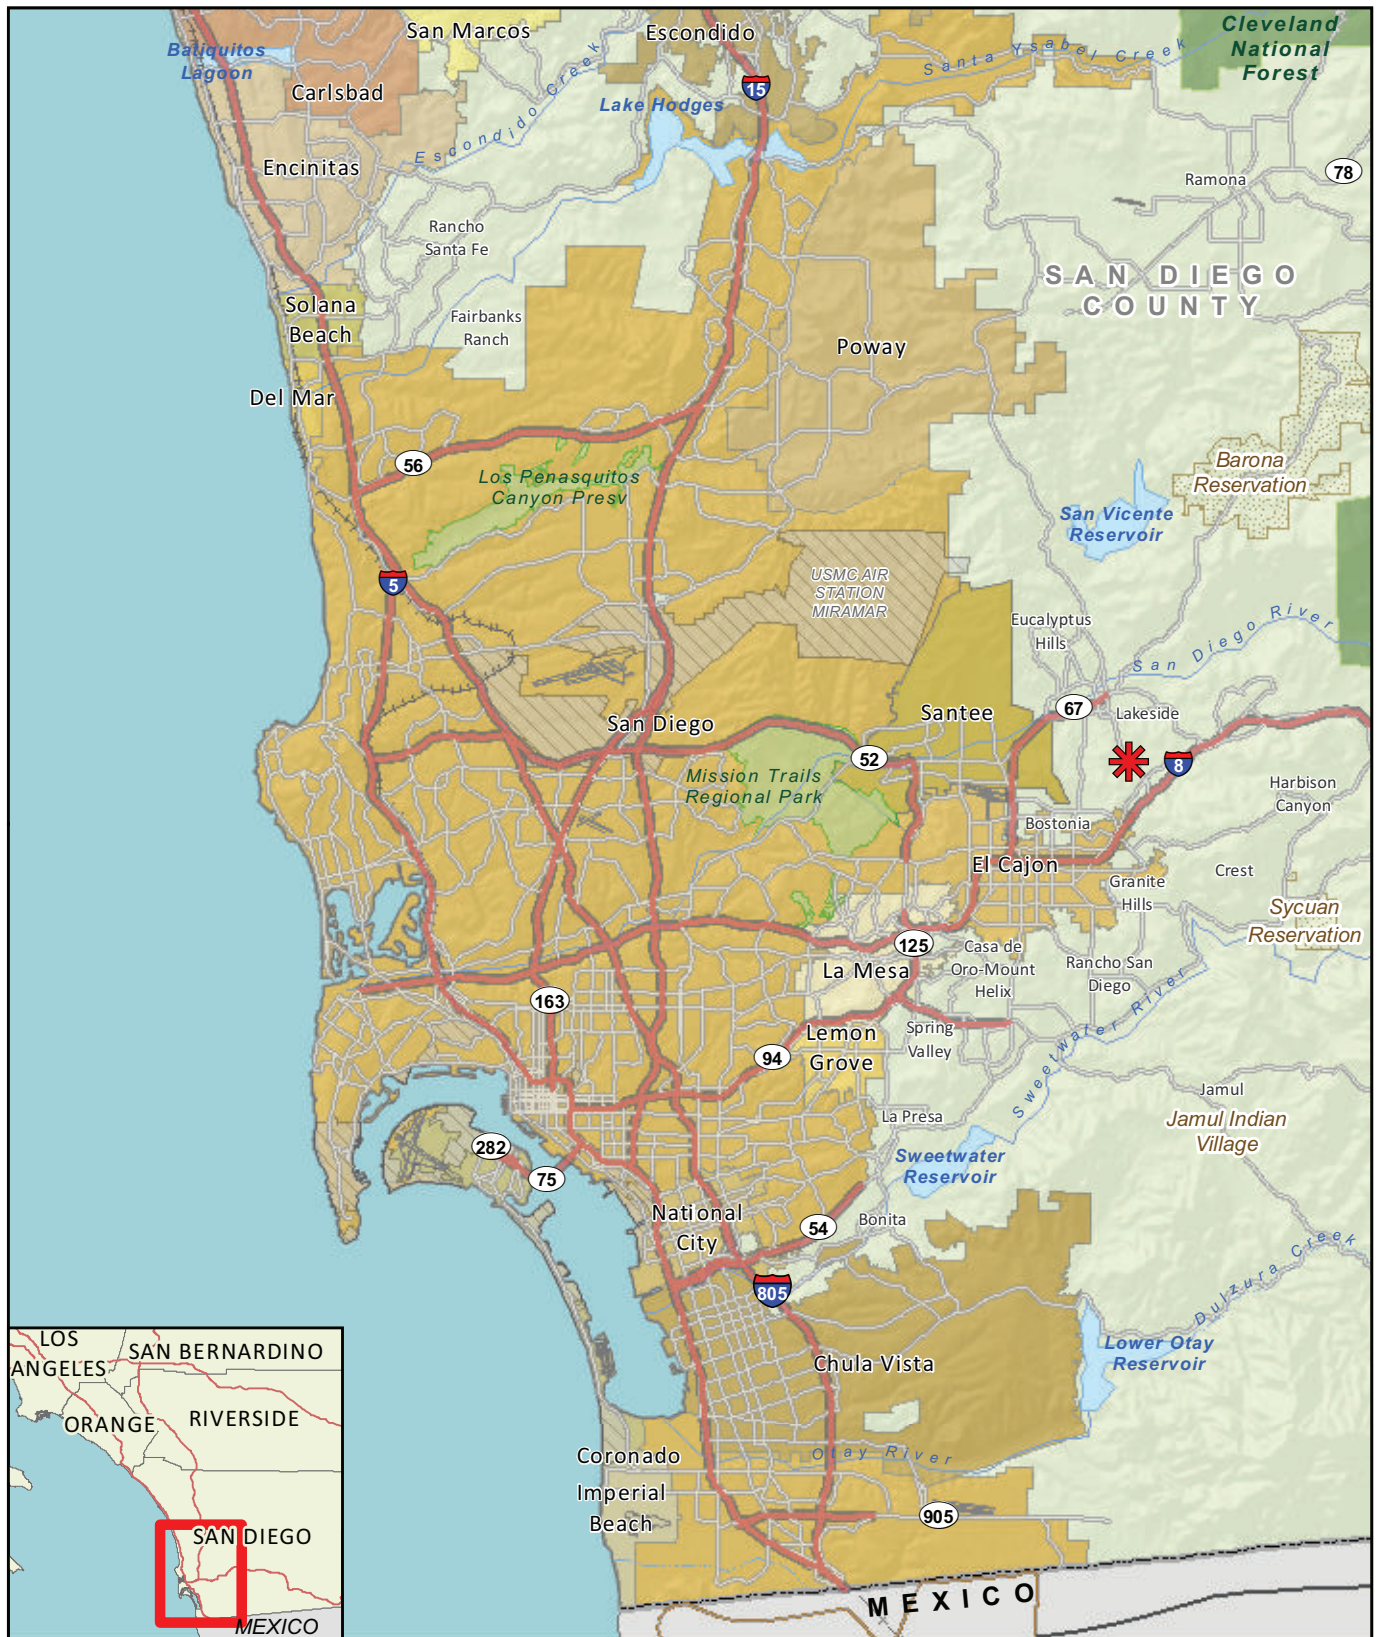 San Marcos
Escondido
Cleveland
National
Forest
Batiquitos
Lagoon
Carlsbad
15
Lake Hodges
Santa Ysabel Creek
Escondido Creek
Encinitas
Ramona
78
Rancho
Santa Fe
SAN DIEGO
COUNTY
Solana
Beach
Fairbanks
Ranch
Poway
Del Mar
56
Los Penasquitos
Canyon Presv
Barona
Reservation
San Vicente
Reservoir
5
USMC AIR
STATION
MIRAMAR
Eucalyptus
Hills
San Diego River
San Diego
Santee
67
Lakeside
52
8
Mission Trails
Regional Park
Harbison
Canyon
Bostonia
El Cajon
Crest
Granite
Hills
Sycuan
Reservation
125
La Mesa
Casa de
Oro-Mount
Helix
Rancho San
Diego
163
Lemon
Grove
Spring
Valley
Sweetwater River
94
Jamul
La Presa
Jamul Indian
Village
282
75
Sweetwater
Reservoir
National
City
54
Bonita
Dulzura Creek
805
Lower Otay
Reservoir
Chula Vista
Coronado
Otay River
Imperial
Beach
905
MEXICO
LOS
ANGELES
SAN BERNARDINO
ORANGE
RIVERSIDE
SAN DIEGO
MEXICO